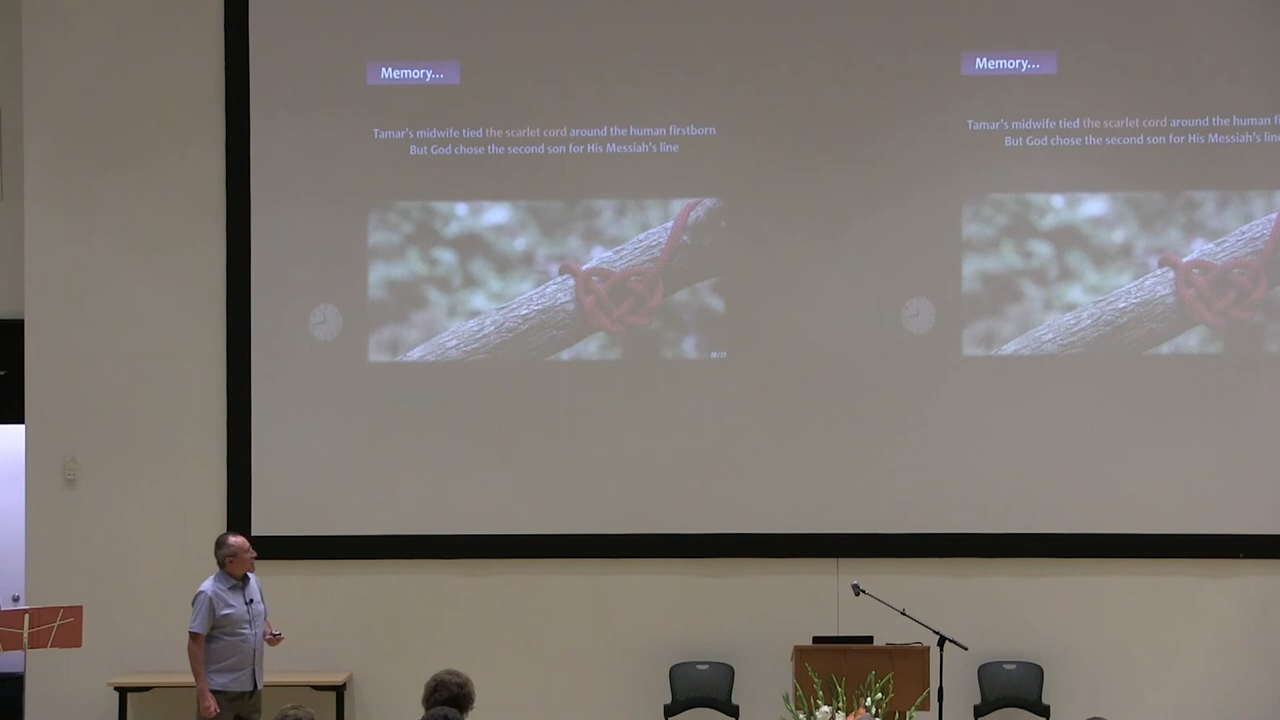 Memory...
Tamar's midwife tied the scarlet cord around the human firstborn
But God chose the second son for His Messiah's line
Memory...
Tamar's midwife tied the scarlet cord around the human fi
But God chose the second son for His Messiah's line